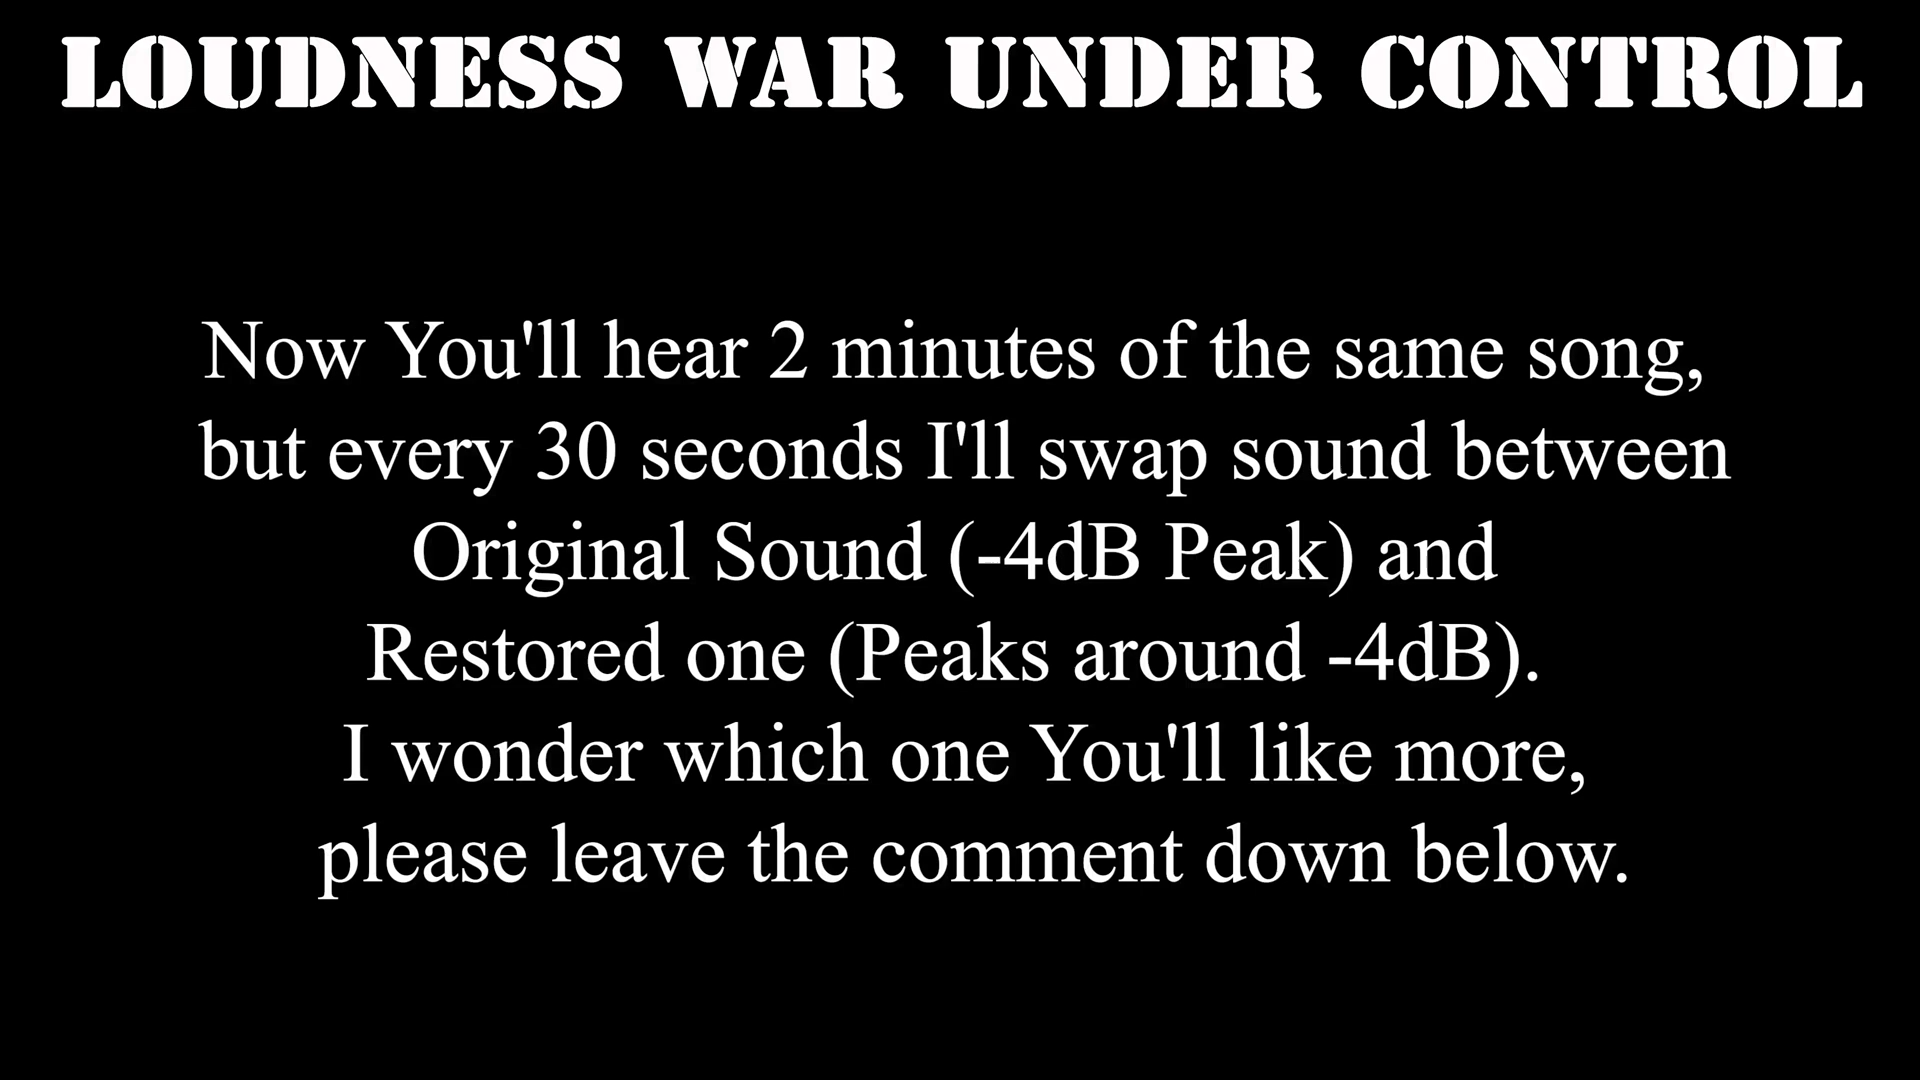 LOUDNESS WAR UNDER CONTROL
Now You'll hear 2 minutes of the same song,
but every 30 seconds I'll swap sound between
Original Sound (-4dB Peak) and
Restored one (Peaks around -4dB).
I wonder which one You'll like more,
please leave the comment down below.